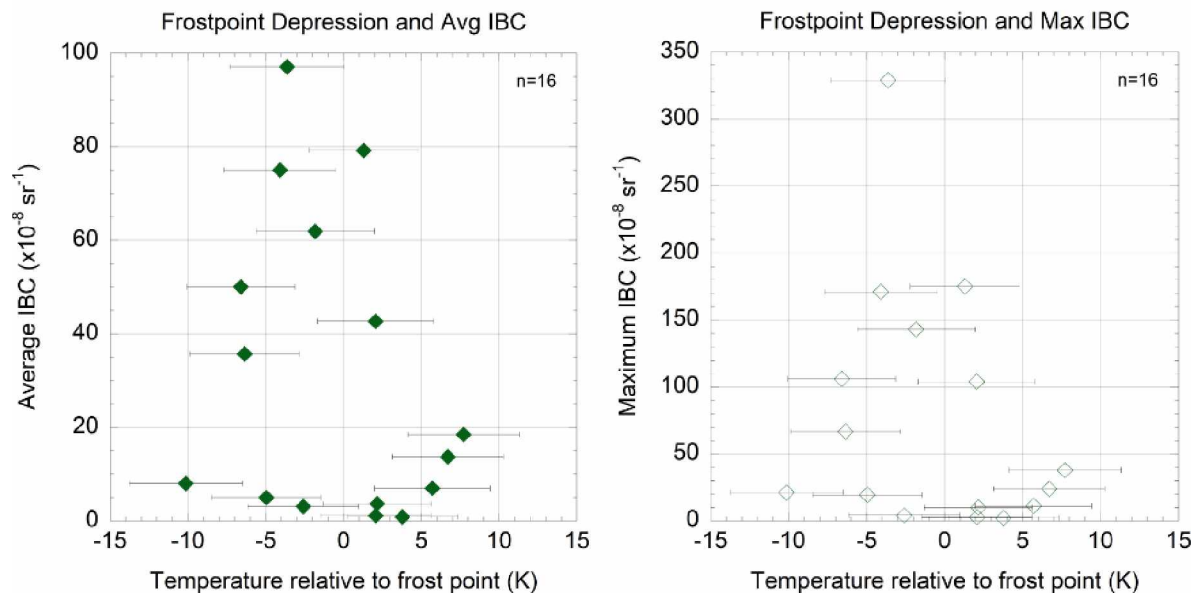 Frostpoint Depression and Avg IBC
n=16
100
80
60
40
20
0
Average IBC (x10⁻⁸ sr⁻¹)
-15 -10 -5 0 5 10 15
Temperature relative to frost point (K)
Frostpoint Depression and Max IBC
n=16
350
300
250
200
150
100
50
0
Maximum IBC (x10⁻⁸ sr⁻¹)
-15 -10 -5 0 5 10 15
Temperature relative to frost point (K)